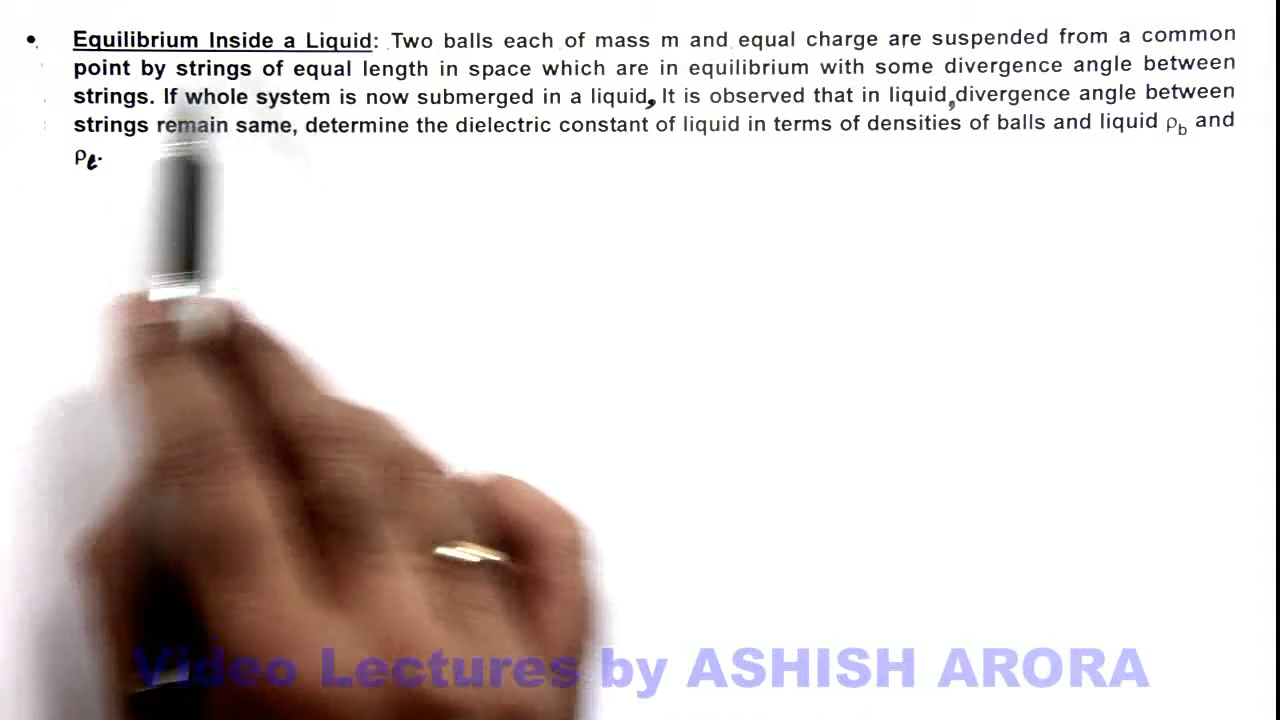 • Equilibrium Inside a Liquid: Two balls each of mass m and equal charge are suspended from a common
point by strings of equal length in space which are in equilibrium with some divergence angle between
strings. If whole system is now submerged in a liquid, It is observed that in liquid, divergence angle between
strings remain same, determine the dielectric constant of liquid in terms of densities of balls and liquid ρb and
ρℓ.
Video Lectures by ASHISH ARORA